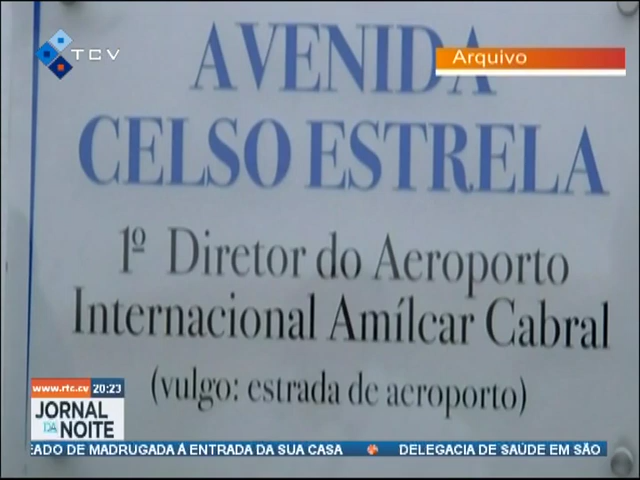 TCV
Arquivo
AVENIDA
CELSO ESTRELA
1º Diretor do Aeroporto
Internacional Amílcar Cabral
(vulgo: estrada de aeroporto)
www.rtc.cv 20:23
JORNAL
DA NOITE
EADO DE MADRUGADA À ENTRADA DA SUA CASA DELEGACIA DE SAÚDE EM SÃO